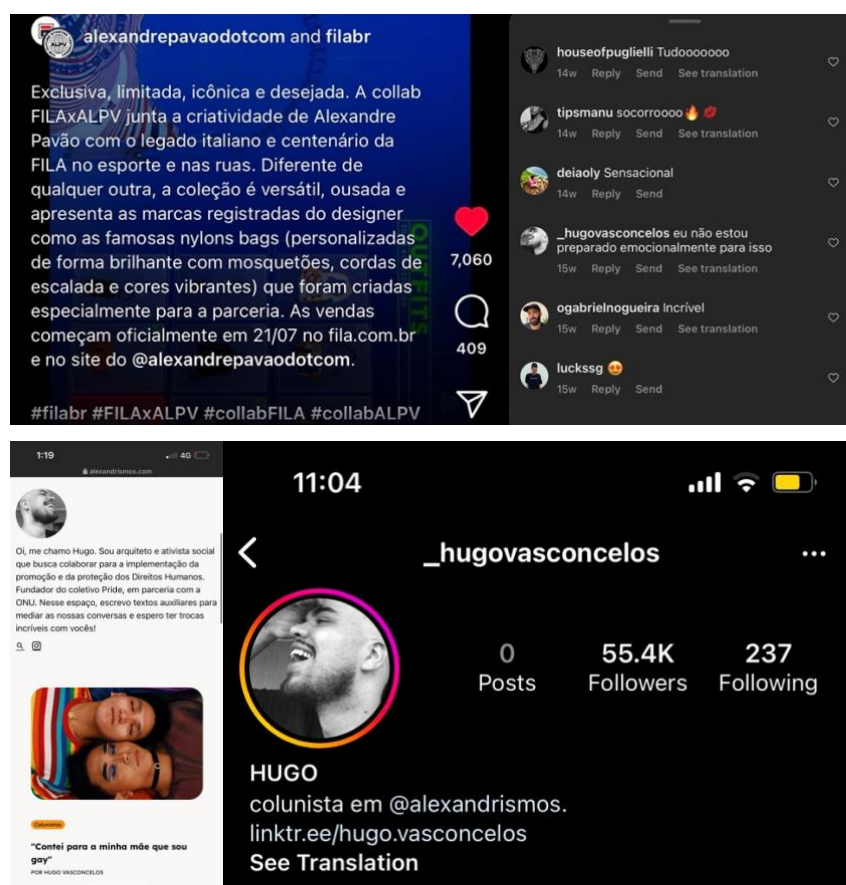 alexandrepavaodotcom and filabr
Exclusiva, limitada, icônica e desejada. A collab
FILAxALPV junta a criatividade de Alexandre
Pavão com o legado italiano e centenário da
FILA no esporte e nas ruas. Diferente de
qualquer outra, a coleção é versátil, ousada e
apresenta as marcas registradas do designer
como as famosas nylons bags (personalizadas
de forma brilhante com mosquetões, cordas de
escalada e cores vibrantes) que foram criadas
especialmente para a parceria. As vendas
começam oficialmente em 21/07 no fila.com.br
e no site do @alexandrepavaodotcom.
#filabr #FILAxALPV #collabFILA #collabALPV
OUTFITS
7,060
409
houseofpuglielli Tudooooooo
14w Reply Send See translation
tipsmanu socorroooo🔥💋
14w Reply Send See translation
deiaoly Sensacional
14w Reply Send
_hugovasconcelos eu não estou
preparado emocionalmente para isso
15w Reply Send See translation
ogabrielnogueira Incrível
15w Reply Send See translation
luckssg 😍
15w Reply Send
1:19
4G
alexandrismos.com
Oi, me chamo Hugo. Sou arquiteto e ativista social
que busca colaborar para a implementação da
promoção e da proteção dos Direitos Humanos.
Fundador do coletivo Pride, em parceria com a
ONU. Nesse espaço, escrevo textos auxiliares para
mediar as nossas conversas e espero ter trocas
incríveis com vocês!
Colunistas
"Contei para a minha mãe que sou
gay"
POR HUGO VASCONCELOS
11:04
_hugovasconcelos
0
Posts
55.4K
Followers
237
Following
HUGO
colunista em @alexandrismos.
linktr.ee/hugo.vasconcelos
See Translation